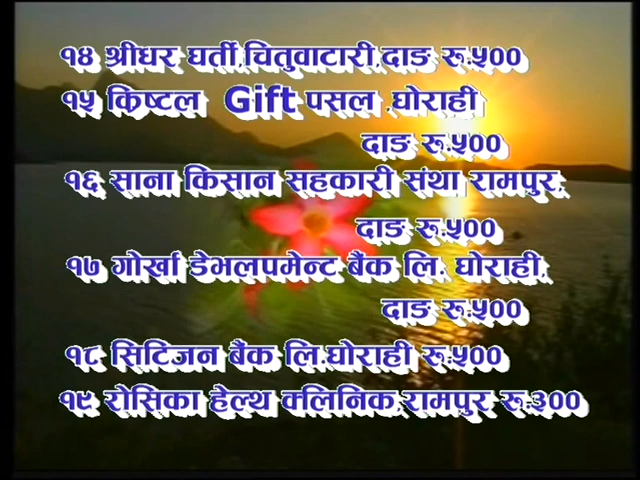 १४ श्रीधर घर्ती,चितुवाटारी,दाङ रू.५००
१५ क्रिष्टल Gift पसल ,घोराही
दाङ रू.५००
१६ साना किसान सहकारी संथा रामपुर,
दाङ रू.५००
१७ गोर्खा डेभलपमेन्ट बैंक लि. घोराही,
दाङ रू.५००
१८ सिटिजन बैंक लि.घोराही रू.५००
१९ रोसिका हेल्थ क्लिनिक,रामपुर रू.३००